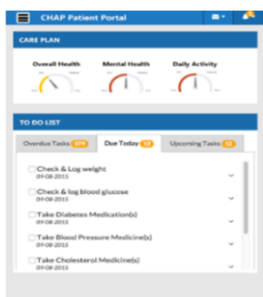 CHAP Patient Portal
CARE PLAN
Overall Health Mental Health Daily Activity
TO DO LIST
Overdue Tasks Due Today Upcoming Tasks
Check & Log weight
09-08-2015
Check & log blood glucose
09-08-2015
Take Diabetes Medication(s)
09-08-2015
Take Blood Pressure Medicine(s)
09-08-2015
Take Cholesterol Medicine(s)
09-08-2015